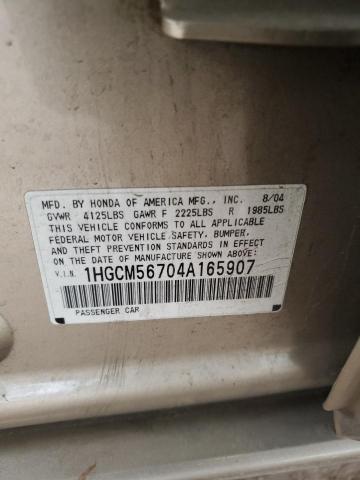 MFD. BY HONDA OF AMERICA MFG., INC. 8/04
GVWR 4125LBS GAWR F 2225LBS R 1985LBS
THIS VEHICLE CONFORMS TO ALL APPLICABLE
FEDERAL MOTOR VEHICLE SAFETY, BUMPER,
AND THEFT PREVENTION STANDARDS IN EFFECT
ON THE DATE OF MANUFACTURE SHOWN ABOVE:
V.I.N. 1HGCM56704A165907
PASSENGER CAR